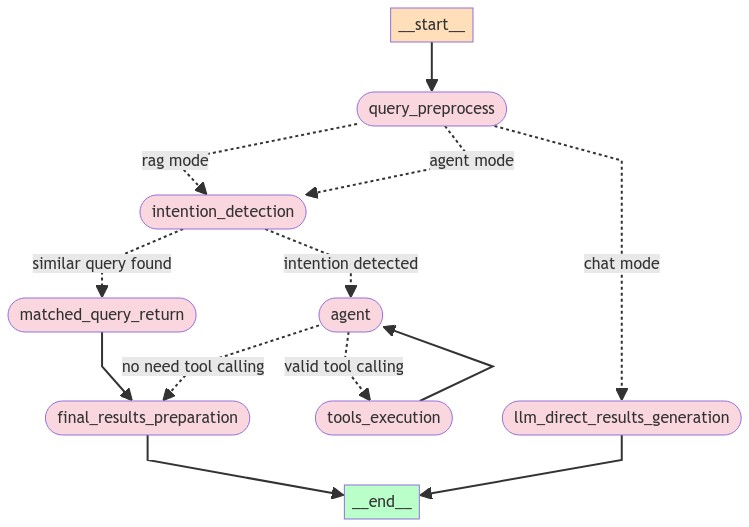 __start__
query_preprocess
rag mode
agent mode
intention_detection
similar query found
intention detected
chat mode
matched_query_return
agent
no need tool calling
valid tool calling
final_results_preparation
tools_execution
llm_direct_results_generation
__end__